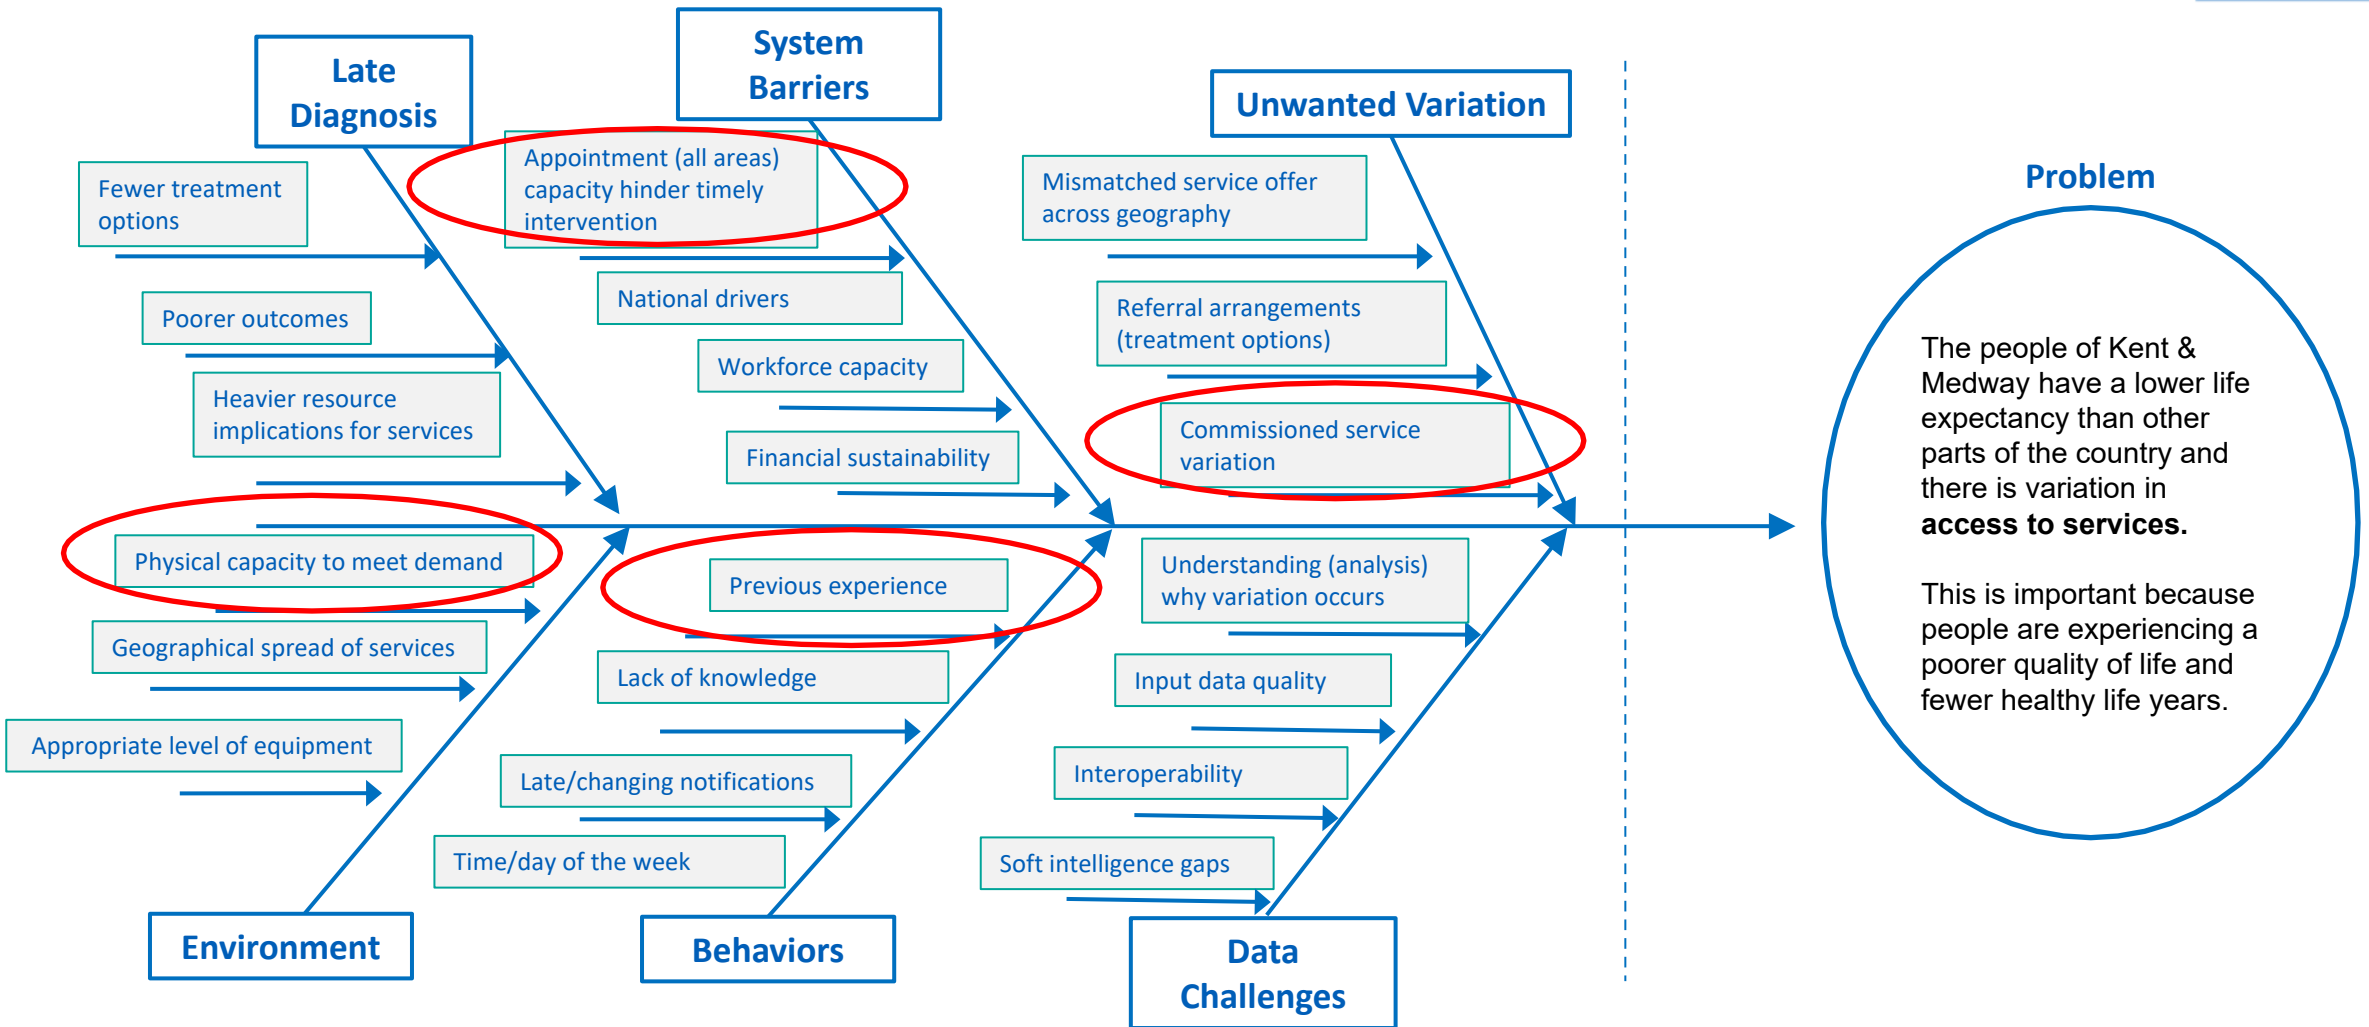 Late
Diagnosis
System
Barriers
Unwanted Variation
Fewer treatment
options
Poorer outcomes
Heavier resource
implications for services
Appointment (all areas)
capacity hinder timely
intervention
National drivers
Workforce capacity
Financial sustainability
Mismatched service offer
across geography
Referral arrangements
(treatment options)
Commissioned service
variation
Physical capacity to meet demand
Geographical spread of services
Appropriate level of equipment
Environment
Previous experience
Lack of knowledge
Late/changing notifications
Time/day of the week
Behaviors
Understanding (analysis)
why variation occurs
Input data quality
Interoperability
Soft intelligence gaps
Data
Challenges
Problem
The people of Kent &
Medway have a lower life
expectancy than other
parts of the country and
there is variation in
access to services.
This is important because
people are experiencing a
poorer quality of life and
fewer healthy life years.